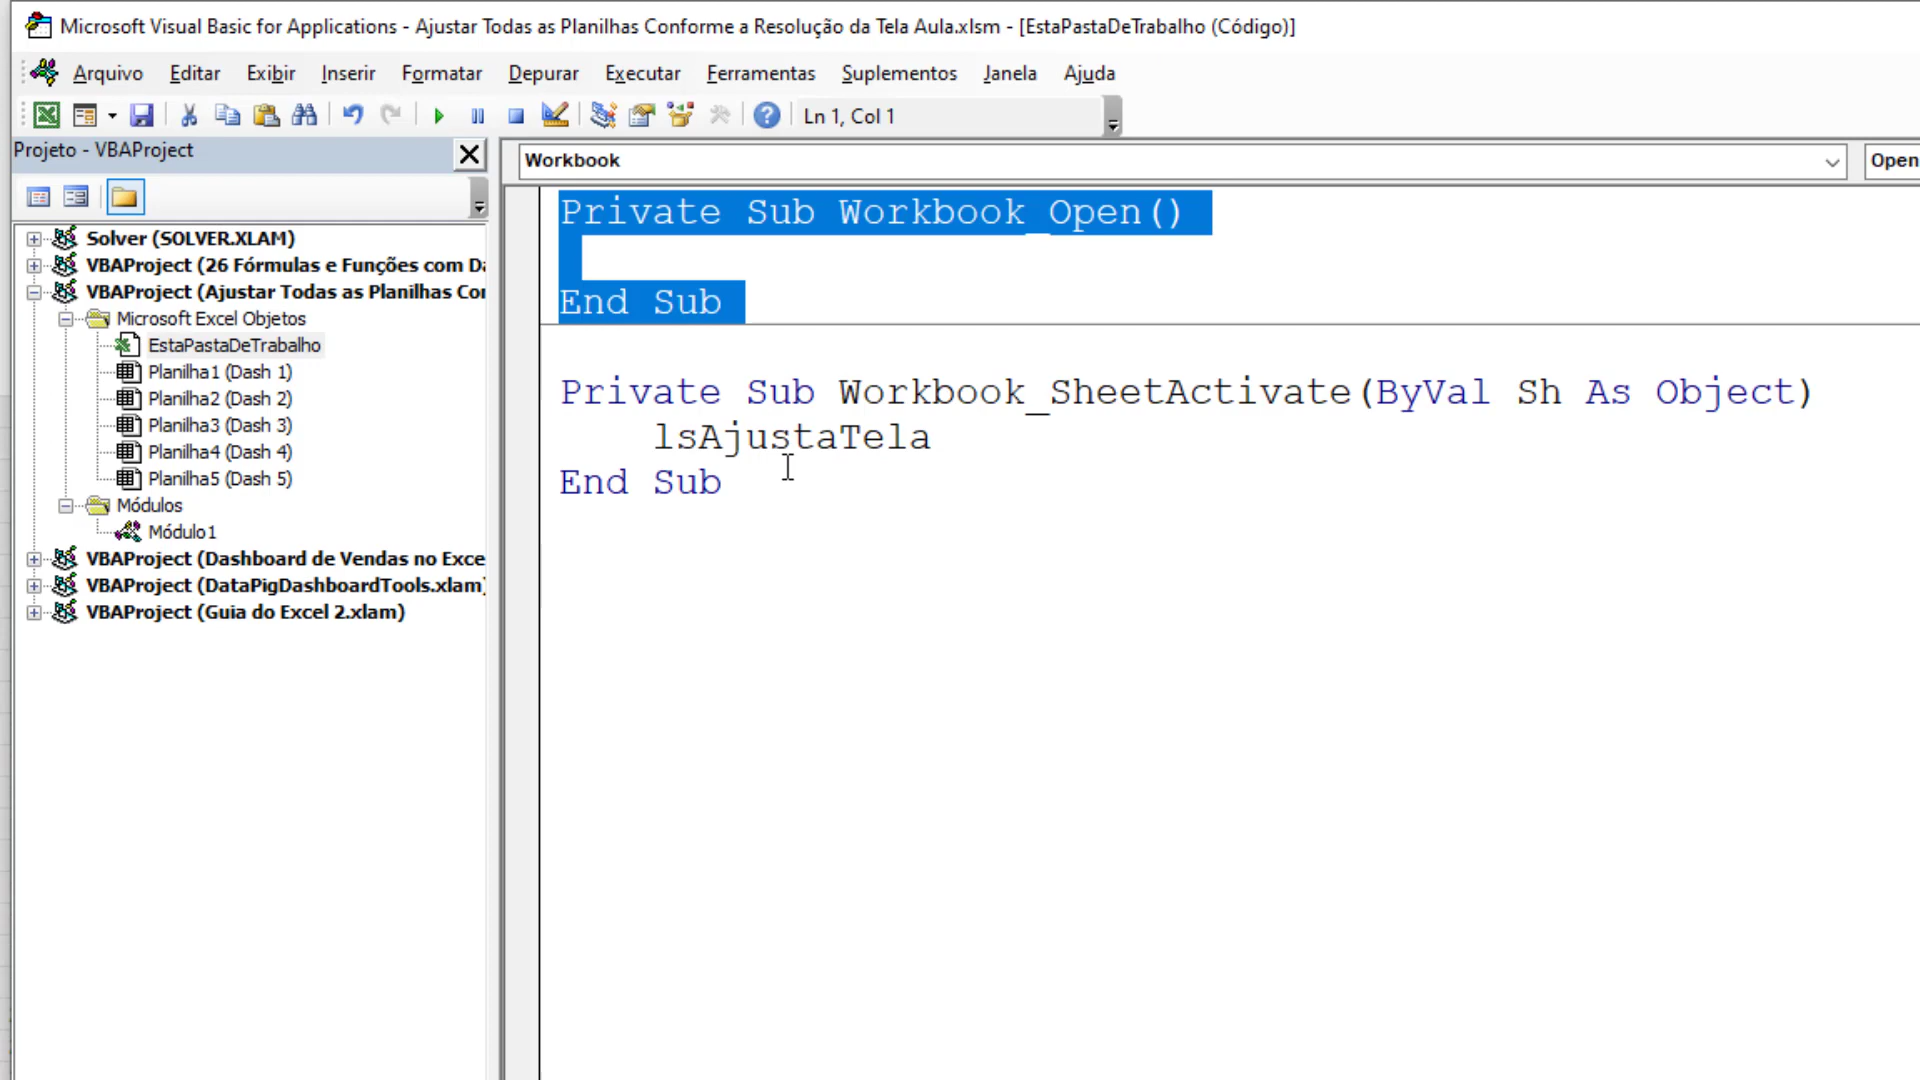 Microsoft Visual Basic for Applications - Ajustar Todas as Planilhas Conforme a Resolução da Tela Aula.xlsm - [EstaPastaDeTrabalho (Código)]
Arquivo Editar Exibir Inserir Formatar Depurar Executar Ferramentas Suplementos Janela Ajuda
Ln 1, Col 1
Projeto - VBAProject
Workbook Open
Solver (SOLVER.XLAM)
VBAProject (26 Fórmulas e Funções com Da
VBAProject (Ajustar Todas as Planilhas Co
Microsoft Excel Objetos
EstaPastaDeTrabalho
Planilha1 (Dash 1)
Planilha2 (Dash 2)
Planilha3 (Dash 3)
Planilha4 (Dash 4)
Planilha5 (Dash 5)
Módulos
Módulo1
VBAProject (Dashboard de Vendas no Exce
VBAProject (DataPigDashboardTools.xlam)
VBAProject (Guia do Excel 2.xlam)
Private Sub Workbook_Open()
End Sub
Private Sub Workbook_SheetActivate(ByVal Sh As Object)
lsAjustaTela
End Sub